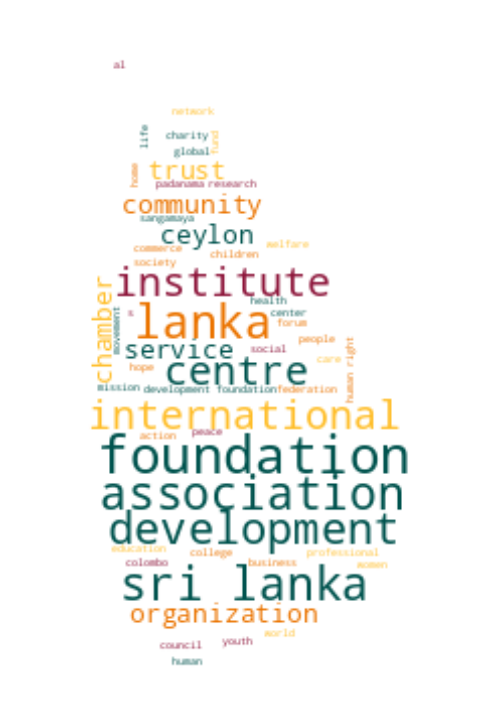 al
network
life
charity
fund
global
home
trust
padanama research
community
sangamaya
ceylon
welfare
commerce
children
society
institute
chamber
health
s
movement
center
lanka
forum
human right
people
service
social
care
centre
hope
mission
development foundation
federation
international
action
peace
foundation
association
development
education
college
professional
colombo
business
women
sri lanka
organization
world
youth
council
human